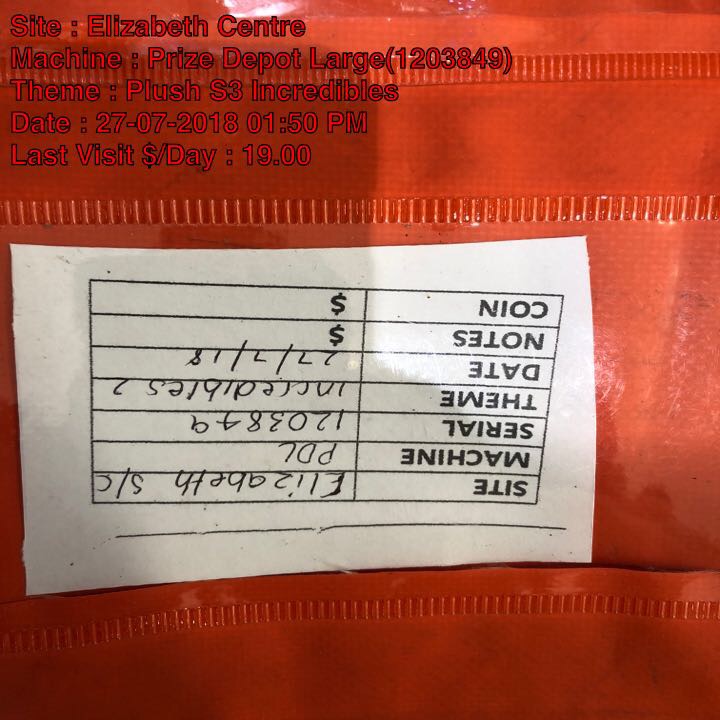 Site : Elizabeth Centre
Machine : Prize Depot Large(1203849)
Theme : Plush S3 Incredibles
Date : 27-07-2018 01:50 PM
Last Visit $/Day : 19.00
SITE Elizabeth S/C
MACHINE PDL
SERIAL 1203849
THEME incredibles 2
DATE 27/7/18
NOTES $
COIN $